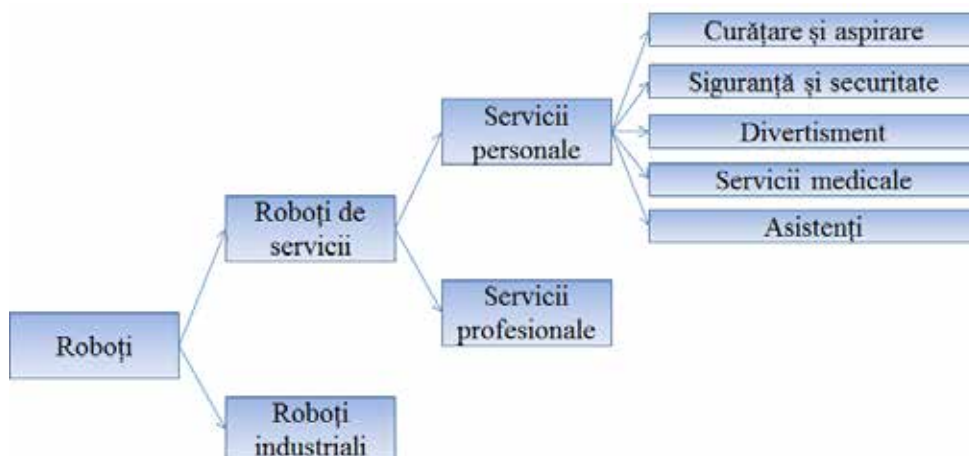 Roboți
Roboți de
servicii
Roboți
industriali
Servicii
personale
Servicii
profesionale
Curățare și aspirare
Siguranță și securitate
Divertisment
Servicii medicale
Asistenți